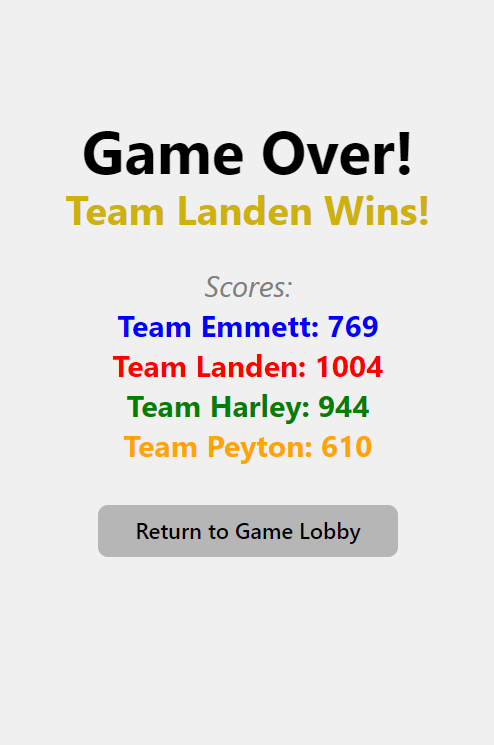 Game Over!
Team Landen Wins!
Scores:
Team Emmett: 769
Team Landen: 1004
Team Harley: 944
Team Peyton: 610
Return to Game Lobby